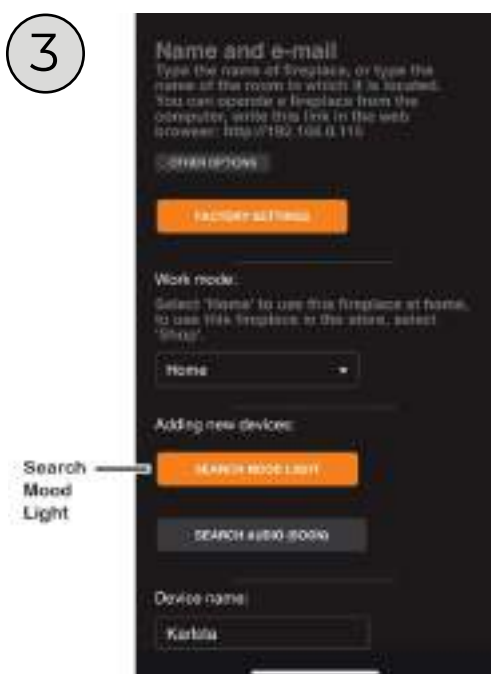 3
Name and e-mail
Type the name of fireplace, or type the
name of the room in which it is located.
You can operate a fireplace from the
computer, write this link in the web
browser: http://192.168.0.116
OTHER OPTIONS
FACTORY SETTINGS
Work mode:
Select 'Home' to use this fireplace at home,
to use this fireplace in the store, select
'Shop'.
Home
Adding new devices:
Search
Mood
Light
SEARCH MOOD LIGHT
SEARCH AUDIO (SOON)
Device name: